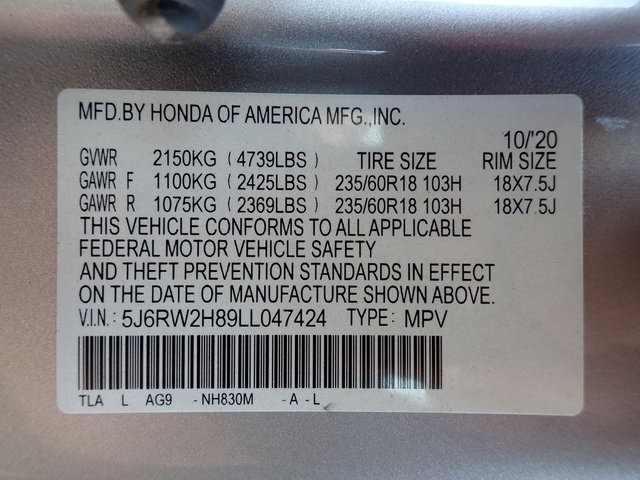 MFD.BY HONDA OF AMERICA MFG.,INC.
10/'20
GVWR 2150KG (4739LBS) TIRE SIZE RIM SIZE
GAWR F 1100KG (2425LBS) 235/60R18 103H 18X7.5J
GAWR R 1075KG (2369LBS) 235/60R18 103H 18X7.5J
THIS VEHICLE CONFORMS TO ALL APPLICABLE
FEDERAL MOTOR VEHICLE SAFETY
AND THEFT PREVENTION STANDARDS IN EFFECT
ON THE DATE OF MANUFACTURE SHOWN ABOVE.
V.I.N.: 5J6RW2H89LL047424 TYPE: MPV
TLA L AG9 -NH830M -A-L